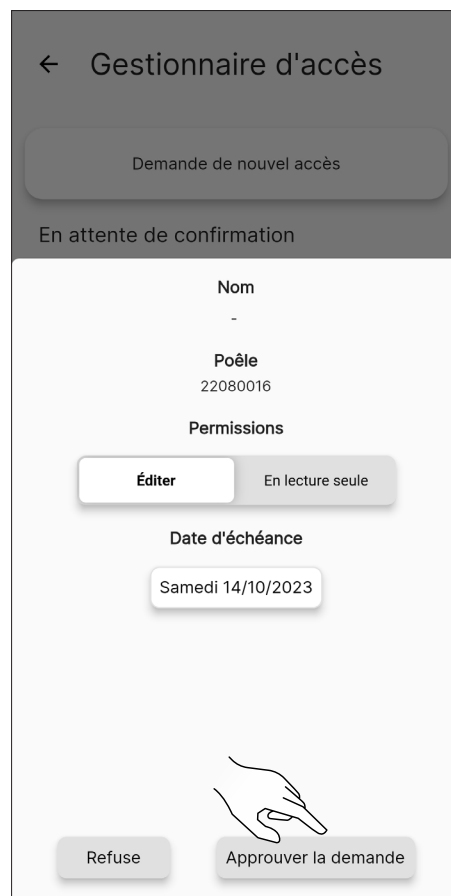 Gestionnaire d'accès
Demande de nouvel accès
En attente de confirmation
Nom
-
Poêle
22080016
Permissions
Éditer
En lecture seule
Date d'échéance
Samedi 14/10/2023
Refuse
Approuver la demande